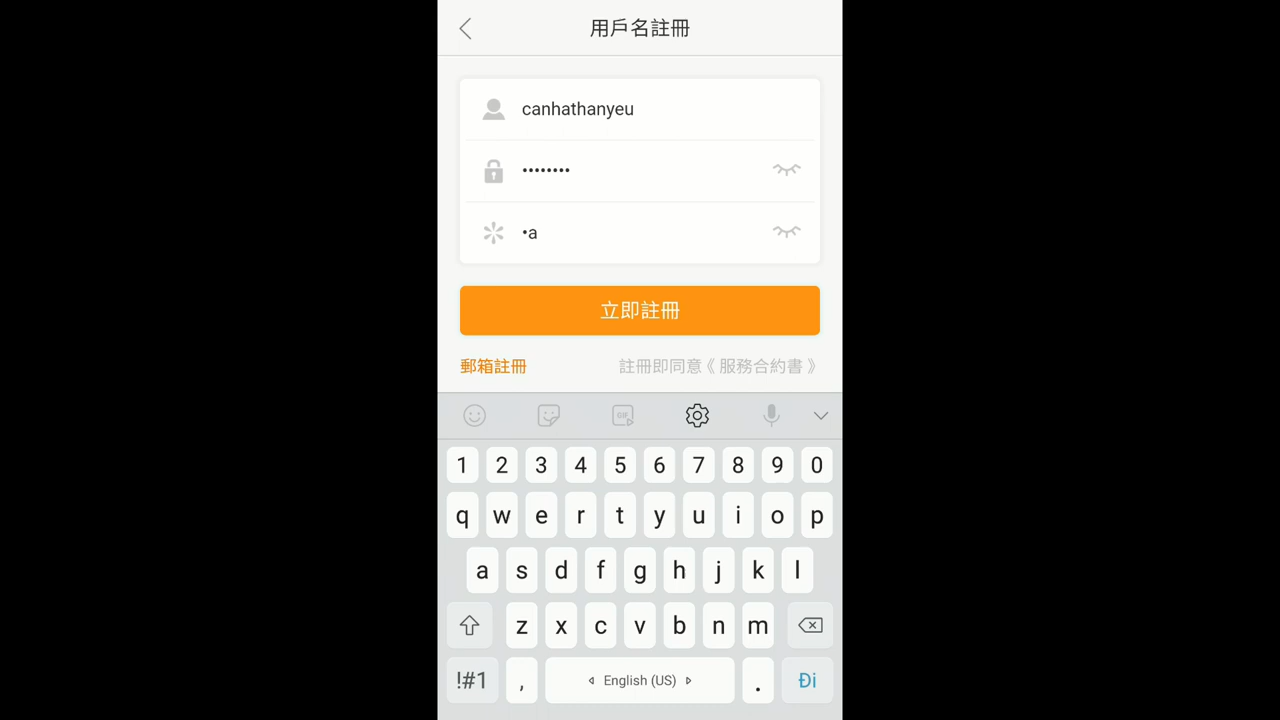 用戶名註冊
canhathanyeu
••••••••
•a
立即註冊
郵箱註冊 註冊即同意《服務合約書》
GIF
1 2 3 4 5 6 7 8 9 0
q w e r t y u i o p
a s d f g h j k l
z x c v b n m
!#1 , English (US) . Đi